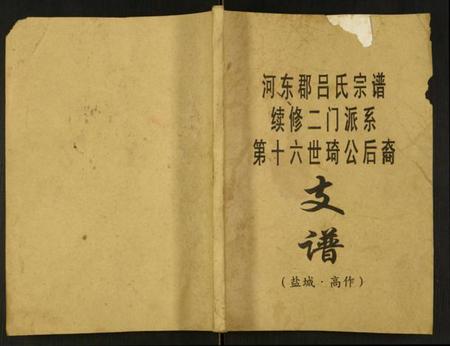 河东郡吕氏宗谱
续修二门派系
第十六世琦公后裔
支
谱
(盐城·高作)